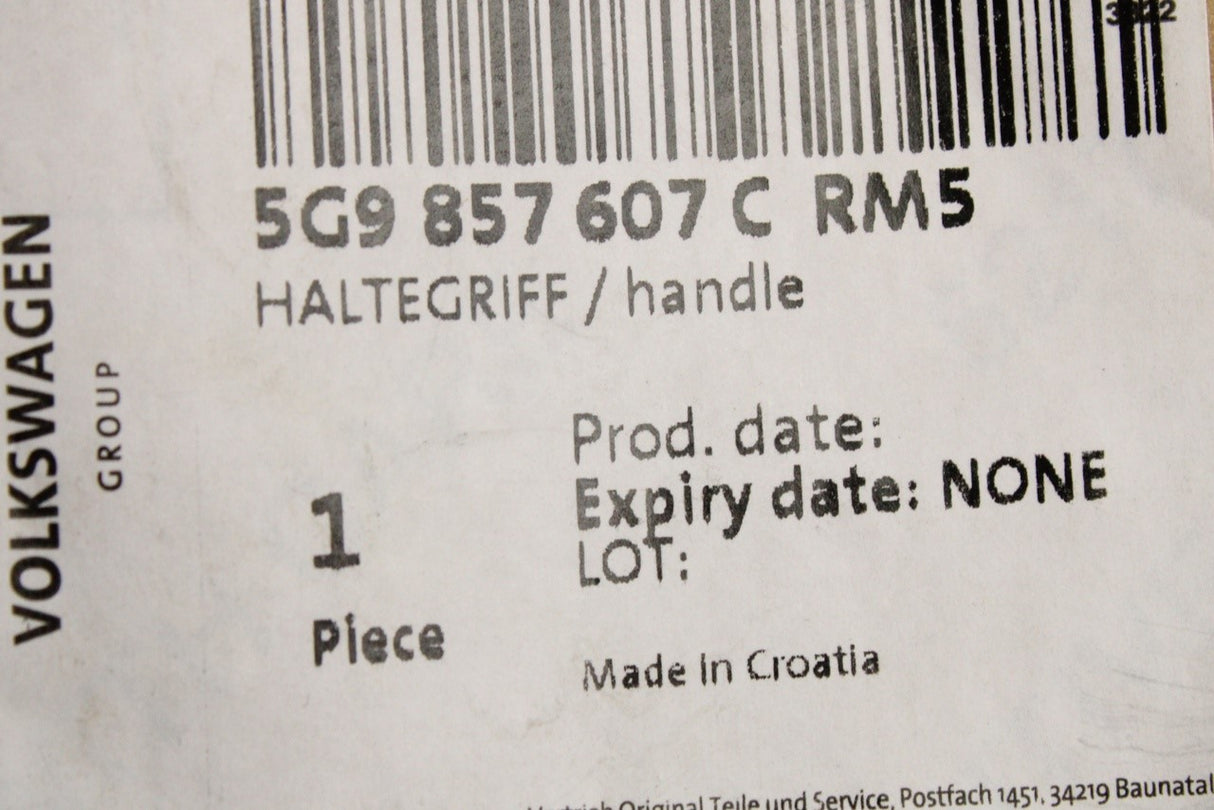 5G9 857 607 C RM5
HALTEGRIFF / handle
VOLKSWAGEN
GROUP
1
Piece
Prod. date:
Expiry date: NONE
LOT:
Made in Croatia
Original Teile und Service, Postfach 1451, 34219 Baunatal